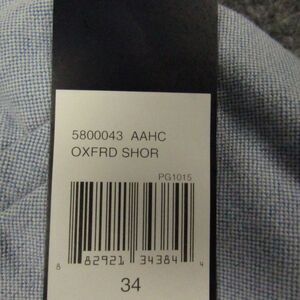 5800043 AAHC
OXFRD SHOR
PG1015
8 82921 34384 4
34